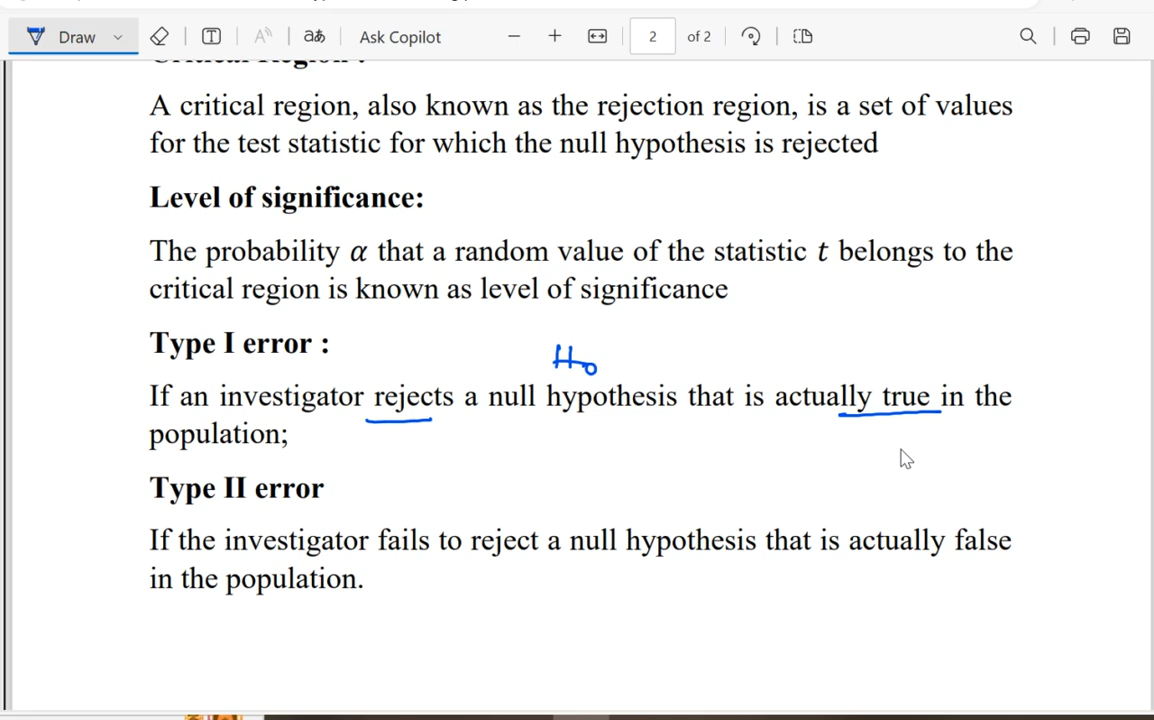 Draw
Ask Copilot
2 of 2
Critical Region :
A critical region, also known as the rejection region, is a set of values
for the test statistic for which the null hypothesis is rejected
Level of significance:
The probability α that a random value of the statistic t belongs to the
critical region is known as level of significance
Type I error :
H₀
If an investigator rejects a null hypothesis that is actually true in the
population;
Type II error
If the investigator fails to reject a null hypothesis that is actually false
in the population.